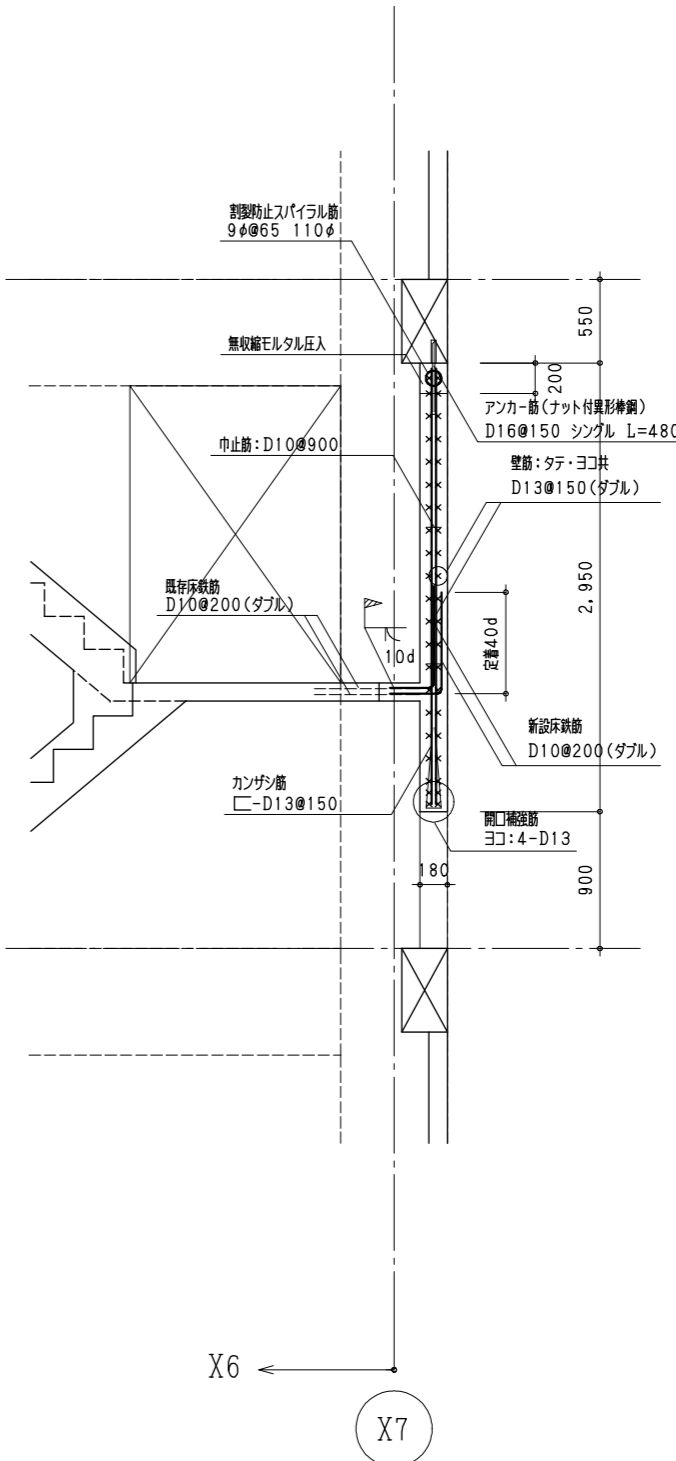 割裂防止スパイラル筋
9φ@65 110φ
550
無収縮モルタル圧入
200
アンカー筋(ナット付異形棒鋼)
D16@150 シングル L=480
巾止筋:D10@900
壁筋:タテ・ヨコ共
D13@150(ダブル)
2,950
既存床鉄筋
D10@200(ダブル)
10d
定着40d
新設床鉄筋
D10@200(ダブル)
カンザシ筋
匚-D13@150
開口補強筋
ヨコ:4-D13
180
900
X6
X7